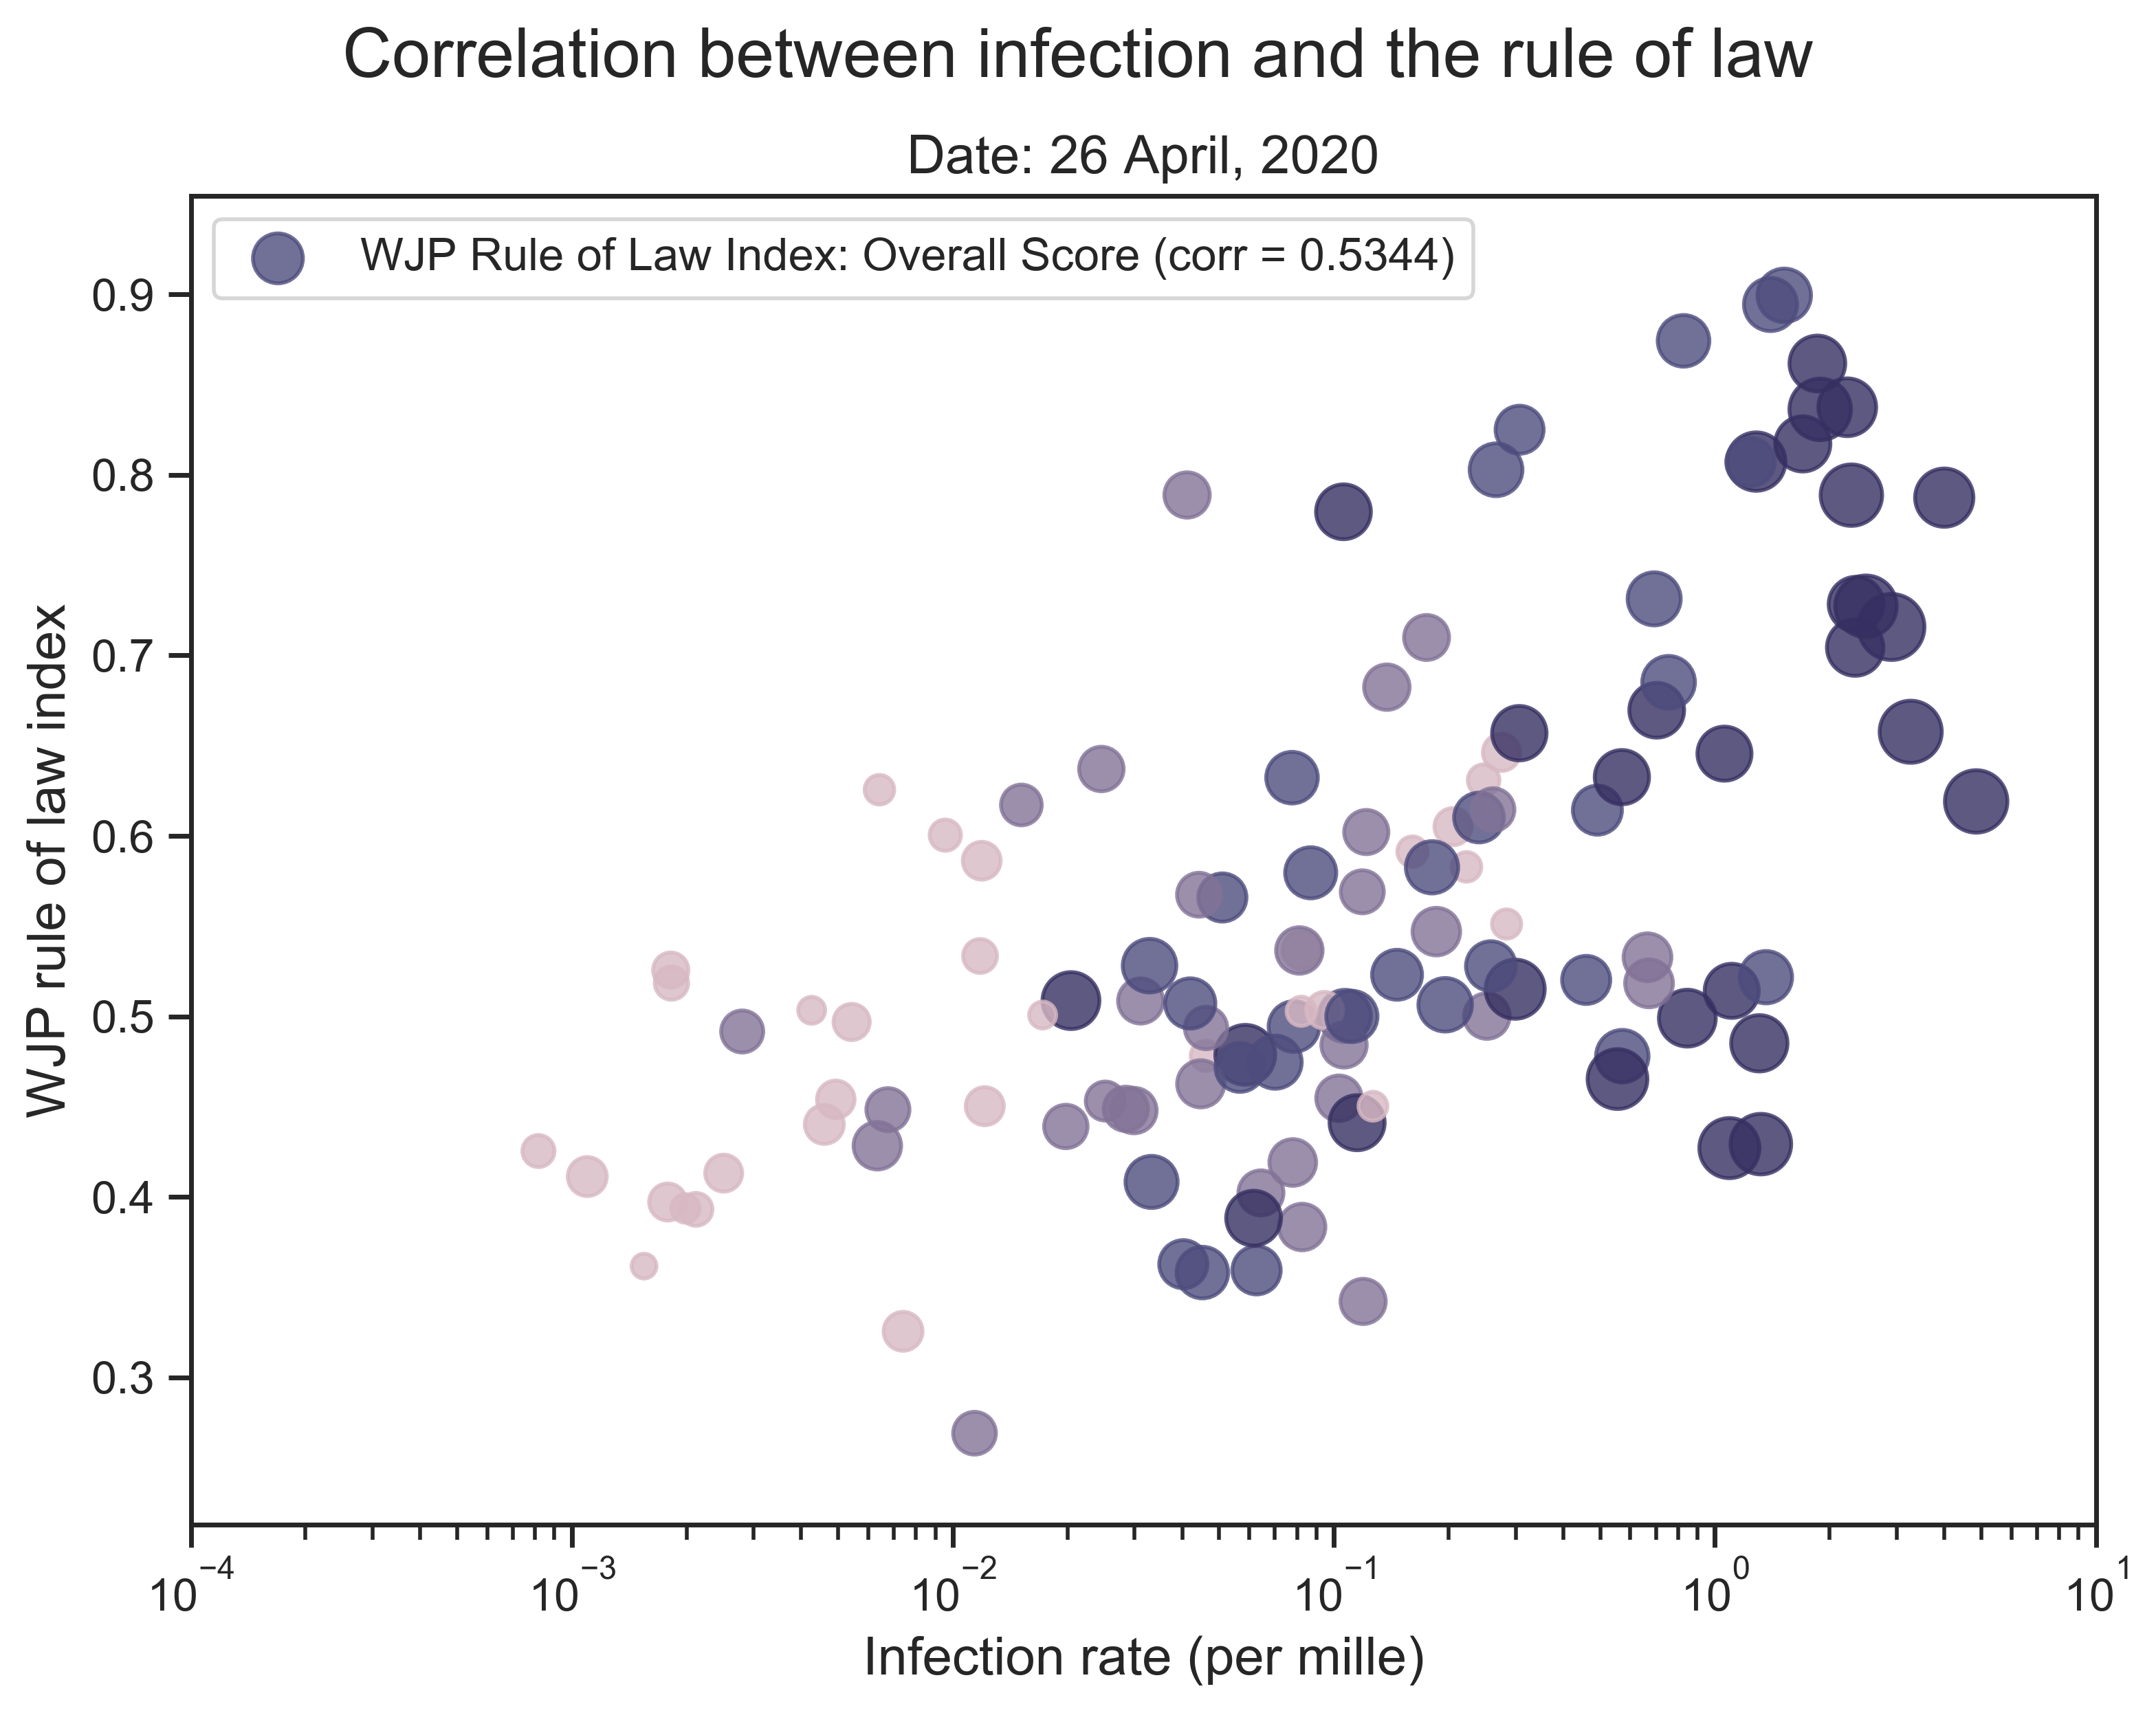 Correlation between infection and the rule of law
Date: 26 April, 2020
WJP Rule of Law Index: Overall Score (corr = 0.5344)
WJP rule of law index
0.9
0.8
0.7
0.6
0.5
0.4
0.3
10⁻⁴ 10⁻³ 10⁻² 10⁻¹ 10⁰ 10¹
Infection rate (per mille)